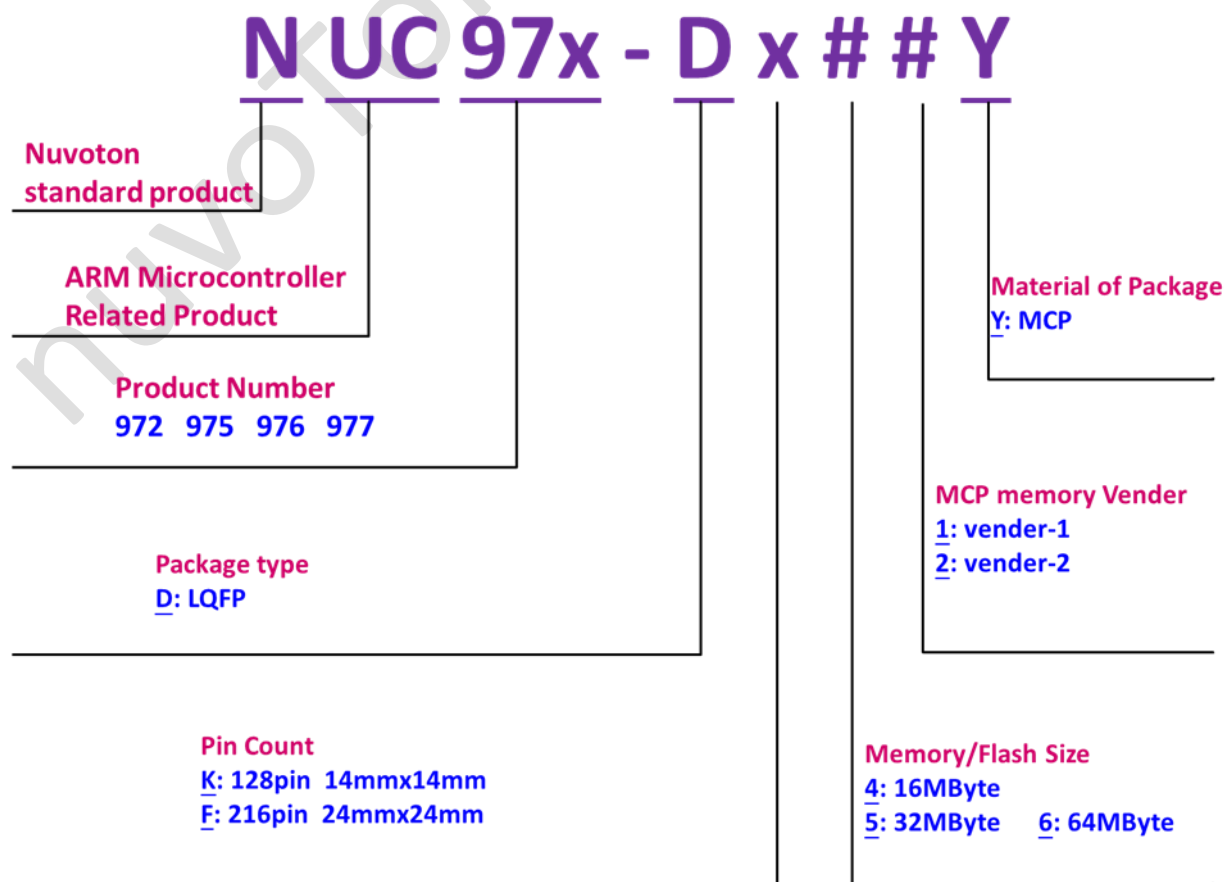 N UC 97x - D x # # Y
Nuvoton
standard product
ARM Microcontroller
Related Product
Material of Package
Y: MCP
Product Number
972 975 976 977
MCP memory Vender
1: vender-1
2: vender-2
Package type
D: LQFP
Pin Count
K: 128pin 14mmx14mm
F: 216pin 24mmx24mm
Memory/Flash Size
4: 16MByte
5: 32MByte 6: 64MByte